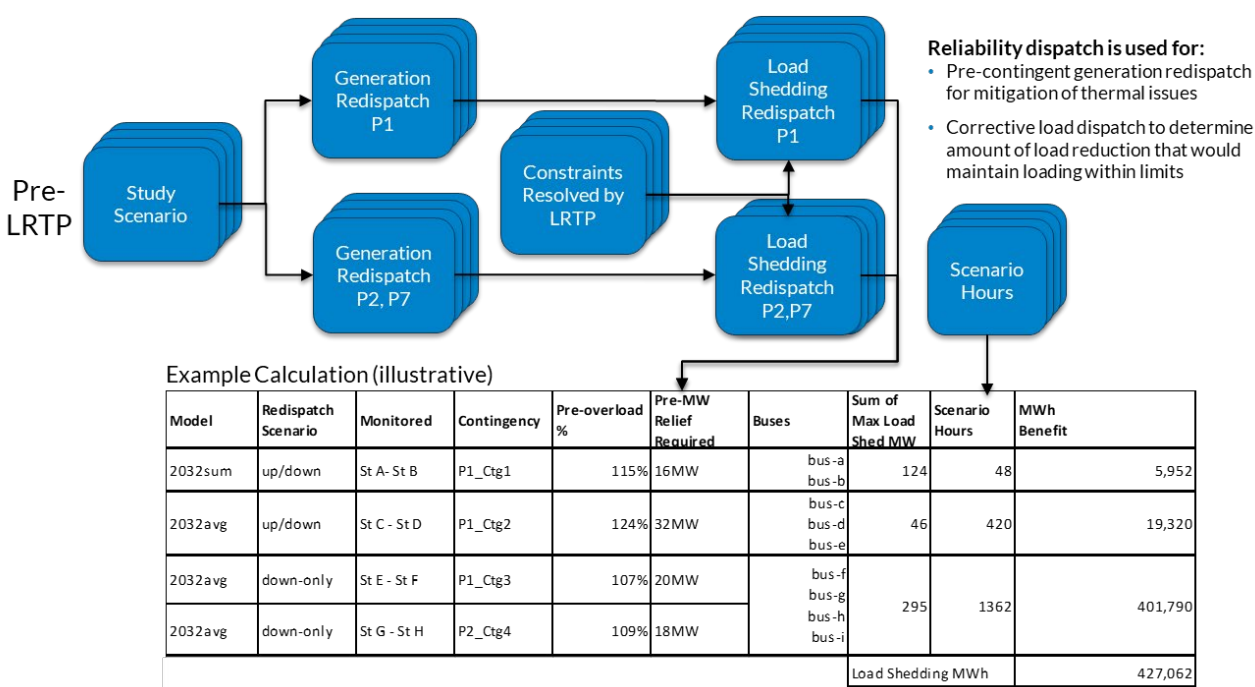 Pre-
LRTP
Study
Scenario
Generation
Redispatch
P1
Generation
Redispatch
P2, P7
Constraints
Resolved by
LRTP
Load
Shedding
Redispatch
P1
Load
Shedding
Redispatch
P2,P7
Scenario
Hours
Reliability dispatch is used for:
• Pre-contingent generation redispatch
for mitigation of thermal issues
• Corrective load dispatch to determine
amount of load reduction that would
maintain loading within limits
Example Calculation (illustrative)
Model
Redispatch
Scenario
Monitored
Contingency
Pre-overload
%
Pre-MW
Relief
Required
Buses
Sum of
Max Load
Shed MW
Scenario
Hours
MWh
Benefit
2032sum
up/down
St A- St B
P1_Ctg1
115%
16MW
bus-a
bus-b
124
48
5,952
2032avg
up/down
St C - St D
P1_Ctg2
124%
32MW
bus-c
bus-d
bus-e
46
420
19,320
2032avg
down-only
St E - St F
P1_Ctg3
107%
20MW
2032avg
down-only
St G - St H
P2_Ctg4
109%
18MW
bus-f
bus-g
bus-h
bus-i
295
1362
401,790
Load Shedding MWh
427,062